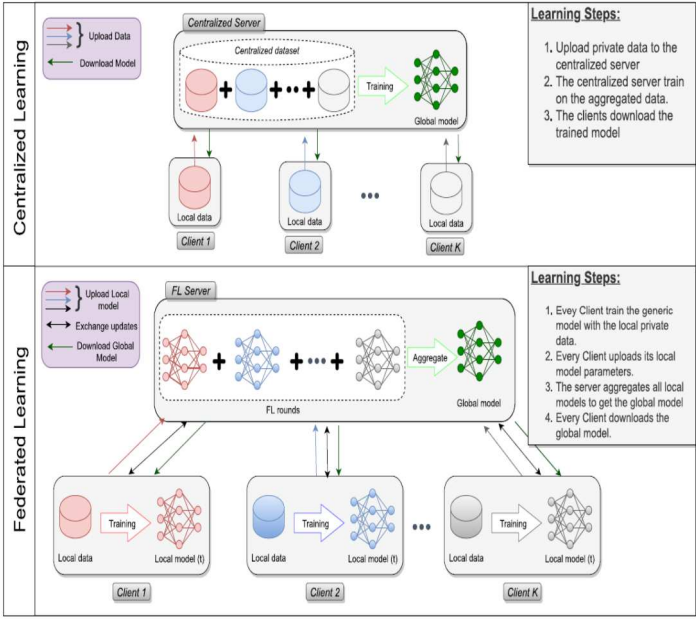 Centralized Learning
Upload Data
Download Model
Centralized Server
Centralized dataset
Training
Global model
Local data
Client 1
Local data
Client 2
Local data
Client K
Learning Steps:
1. Upload private data to the
centralized server
2. The centralized server train
on the aggregated data.
3. The clients download the
trained model
Federated Learning
Upload Local
model
Exchange updates
Download Global
Model
FL Server
FL rounds
Aggregate
Global model
Local data
Training
Local model (t)
Client 1
Local data
Training
Local model (t)
Client 2
Local data
Training
Local model (t)
Client K
Learning Steps:
1. Evey Client train the generic
model with the local private
data.
2. Every Client uploads its local
model parameters.
3. The server aggregates all local
models to get the global model
4. Every Client downloads the
global model.